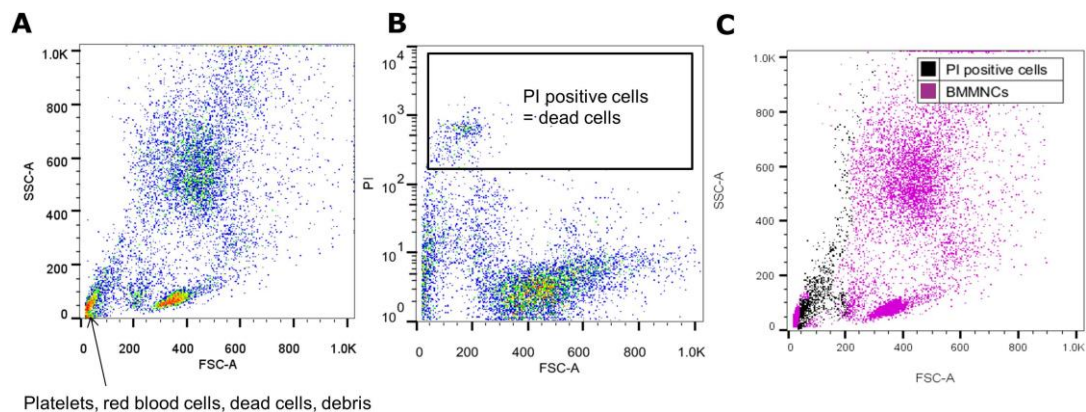 A
SSC-A
1.0K
800
600
400
200
0
0
200
400
600
800
1.0K
FSC-A
Platelets, red blood cells, dead cells, debris
B
PI
10^4
10^3
10^2
10^1
10^0
PI positive cells
= dead cells
0
200
400
600
800
1.0K
FSC-A
C
SSC-A
1.0K
800
600
400
200
0
PI positive cells
BMMNCs
0
200
400
600
800
1.0K
FSC-A